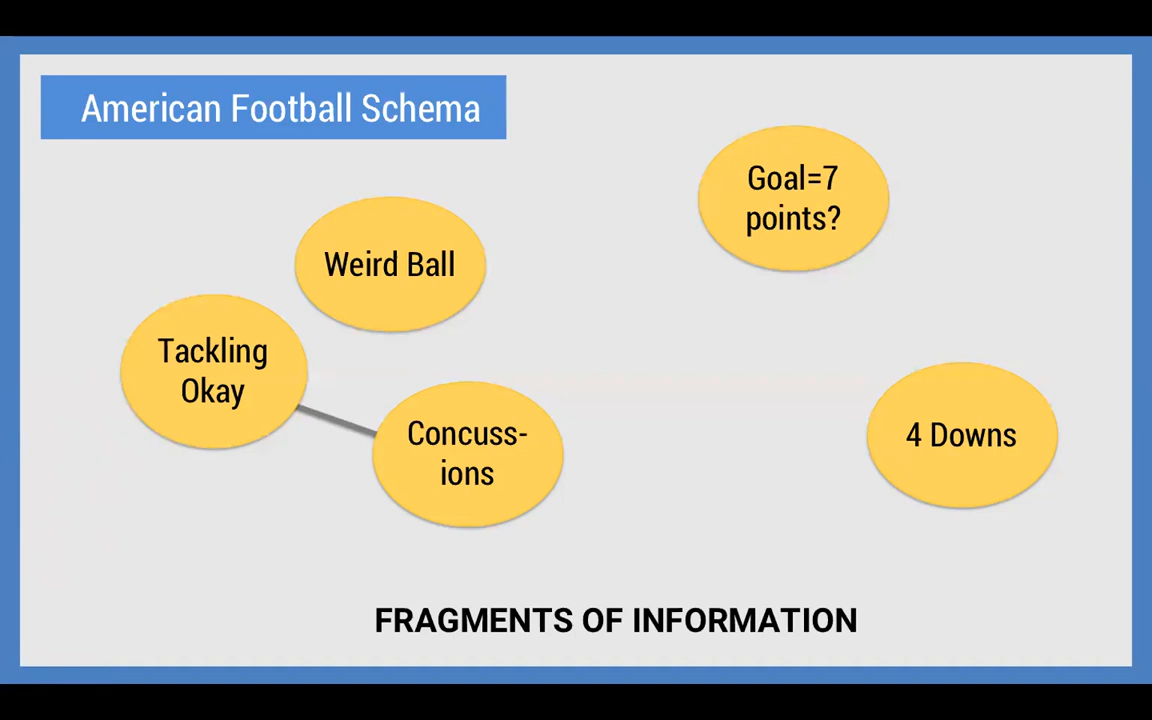 American Football Schema
Goal=7
points?
Weird Ball
Tackling
Okay
Concuss-
ions
4 Downs
FRAGMENTS OF INFORMATION